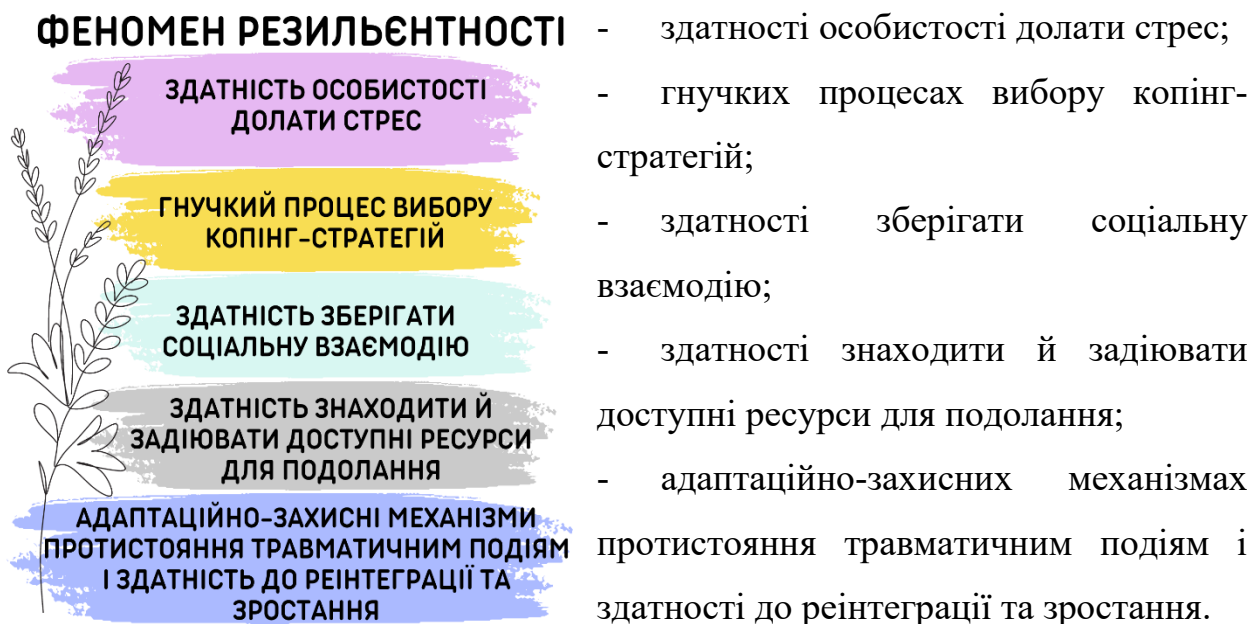 ФЕНОМЕН РЕЗИЛЬЄНТНОСТІ
ЗДАТНІСТЬ ОСОБИСТОСТІ
ДОЛАТИ СТРЕС
ГНУЧКИЙ ПРОЦЕС ВИБОРУ
КОПІНГ-СТРАТЕГІЙ
ЗДАТНІСТЬ ЗБЕРІГАТИ
СОЦІАЛЬНУ ВЗАЄМОДІЮ
ЗДАТНІСТЬ ЗНАХОДИТИ Й
ЗАДІЮВАТИ ДОСТУПНІ РЕСУРСИ
ДЛЯ ПОДОЛАННЯ
АДАПТАЦІЙНО-ЗАХИСНІ МЕХАНІЗМИ
ПРОТИСТОЯННЯ ТРАВМАТИЧНИМ ПОДІЯМ
І ЗДАТНІСТЬ ДО РЕІНТЕГРАЦІЇ ТА
ЗРОСТАННЯ
- здатності особистості долати стрес;
- гнучких процесах вибору копінг-
стратегій;
- здатності зберігати соціальну
взаємодію;
- здатності знаходити й задіювати
доступні ресурси для подолання;
- адаптаційно-захисних механізмах
протистояння травматичним подіям і
здатності до реінтеграції та зростання.